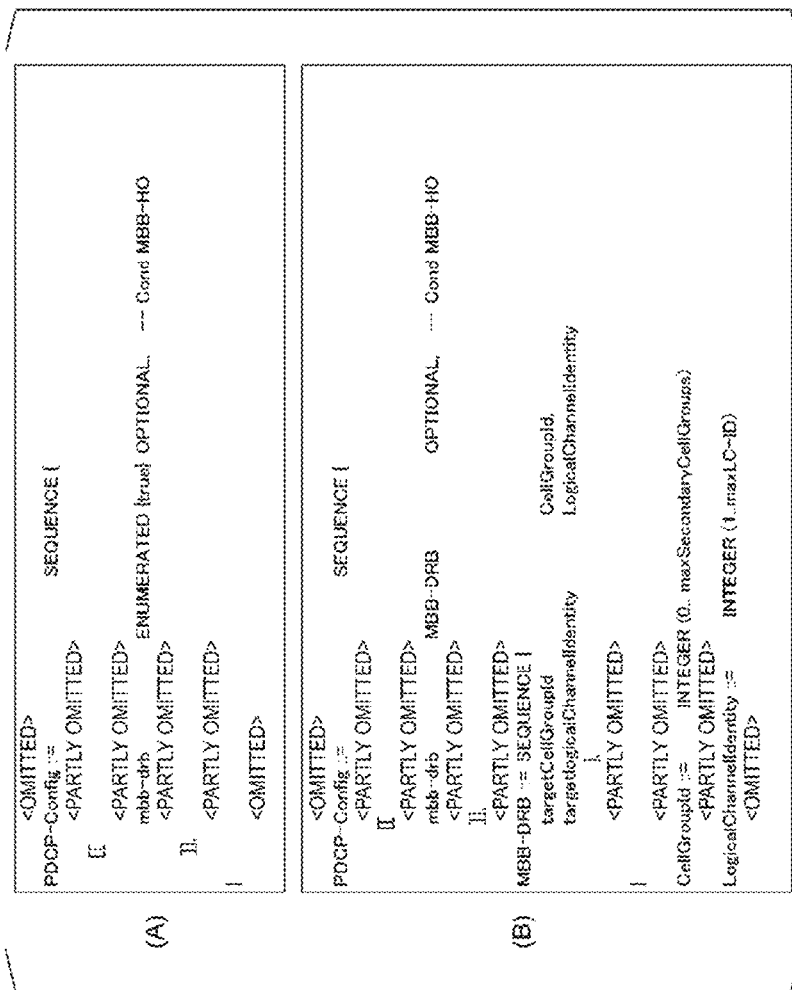 (A)
<OMITTED>
PDCP-Config ::= SEQUENCE {
<PARTLY OMITTED>
[[
<PARTLY OMITTED>
mbb-drb ENUMERATED {true} OPTIONAL, -- Cond MBB-HO
<PARTLY OMITTED>
]],
<PARTLY OMITTED>
}
<OMITTED>
(B)
<OMITTED>
PDCP-Config ::= SEQUENCE {
<PARTLY OMITTED>
[[
<PARTLY OMITTED>
mbb-drb MBB-DRB OPTIONAL, -- Cond MBB-HO
<PARTLY OMITTED>
]],
<PARTLY OMITTED>
MBB-DRB ::= SEQUENCE {
targetCellGroupId CellGroupId,
targetlogicalChannelIdentity LogicalChannelIdentity
},
<PARTLY OMITTED>
}
<PARTLY OMITTED>
CellGroupId ::= INTEGER (0.. maxSecondaryCellGroups)
<PARTLY OMITTED>
LogicalChannelIdentity ::= INTEGER (1..maxLC-ID)
<OMITTED>